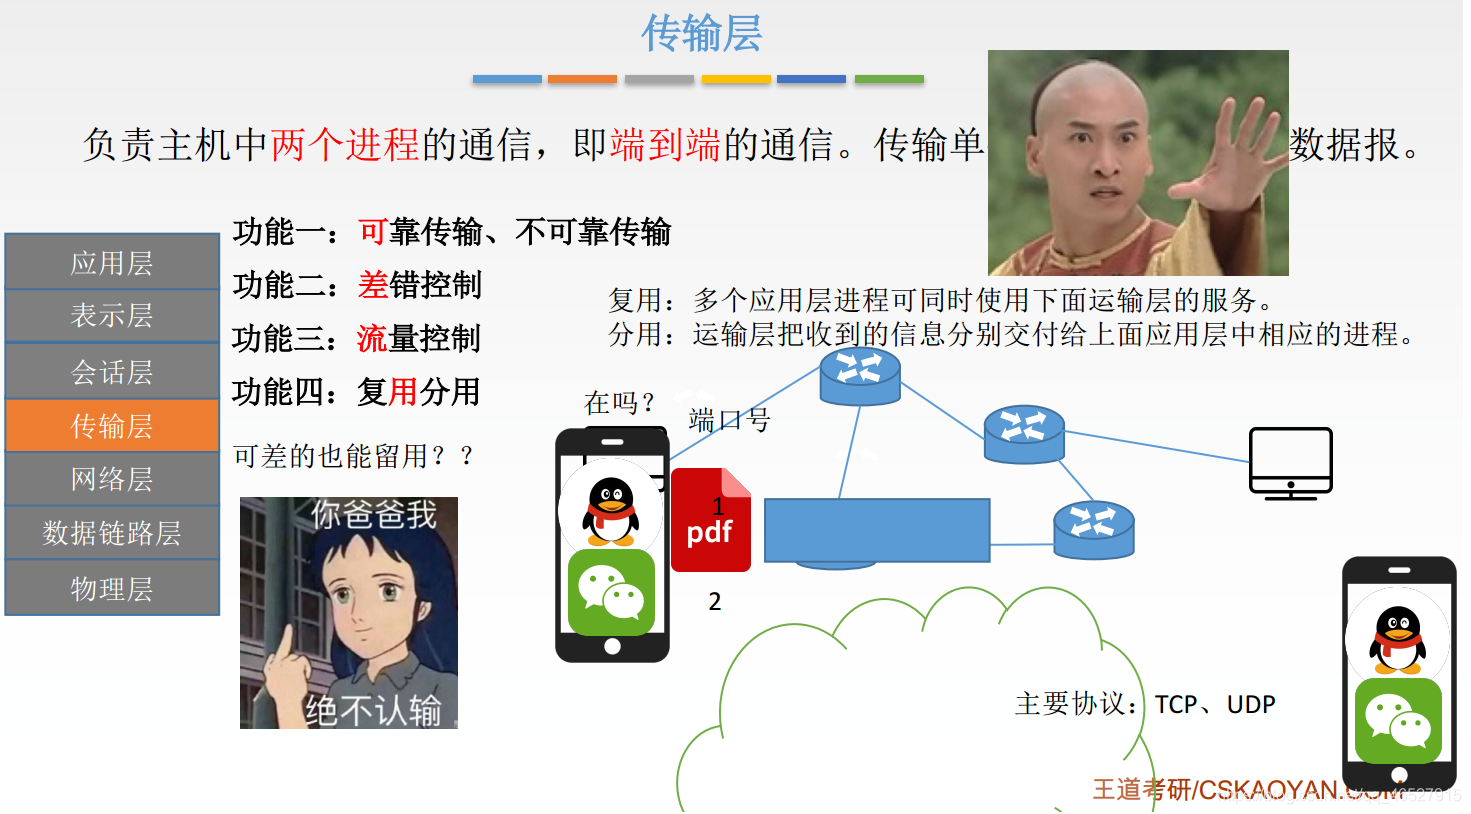 传输层
负责主机中两个进程的通信，即端到端的通信。传输单
数据报。
功能一：可靠传输、不可靠传输
功能二：差错控制
功能三：流量控制
功能四：复用分用
可差的也能留用？？
应用层
表示层
会话层
传输层
网络层
数据链路层
物理层
复用：多个应用层进程可同时使用下面运输层的服务。
分用：运输层把收到的信息分别交付给上面应用层中相应的进程。
在吗？
端口号
1
pdf
2
你爸爸我
绝不认输
主要协议：TCP、UDP
王道考研/CSKAOYAN.